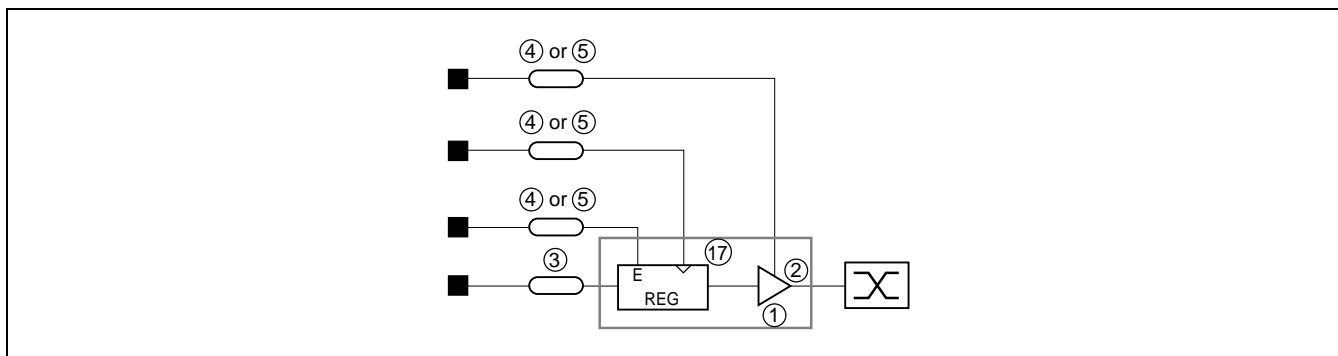 ④ or ⑤
④ or ⑤
④ or ⑤
③
⑰
E
REG
②
①